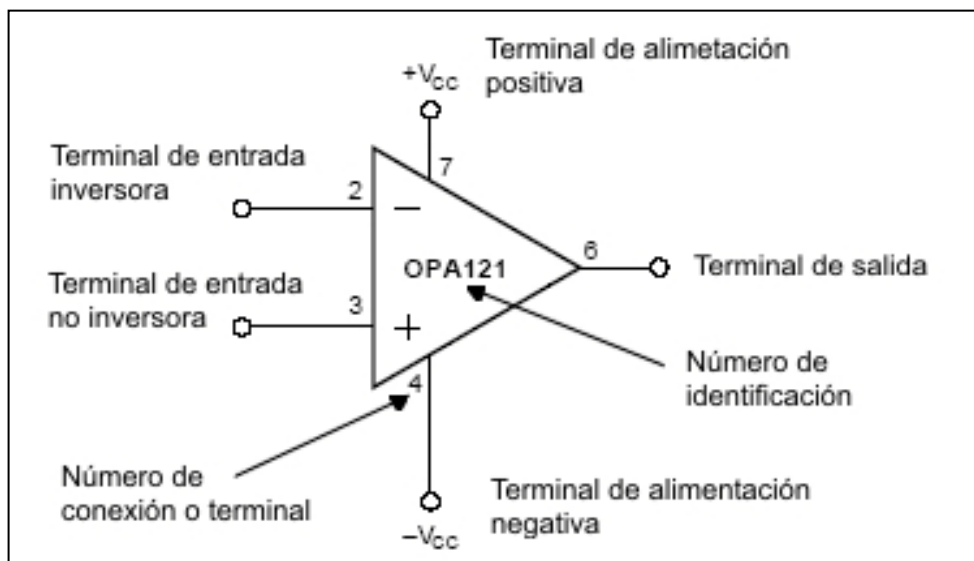 Terminal de alimetación
positiva
+VCC
Terminal de entrada
inversora
7
2
−
6
OPA121
Terminal de salida
Terminal de entrada
no inversora
3
+
4
Número de
identificación
Número de
conexión o terminal
Terminal de alimentación
negativa
−VCC